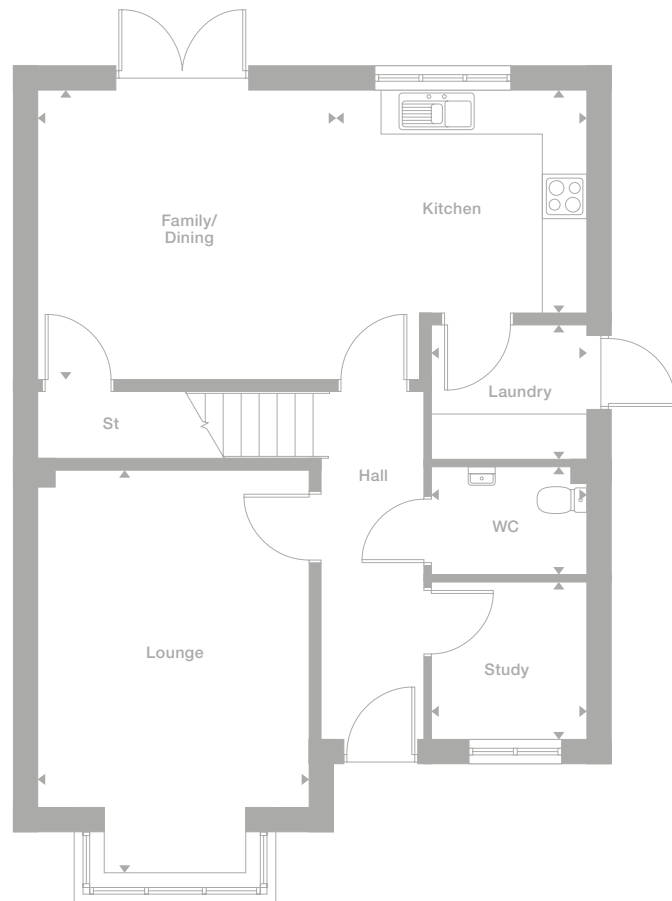 Family/
Dining
Kitchen
Laundry
St
Hall
WC
Lounge
Study